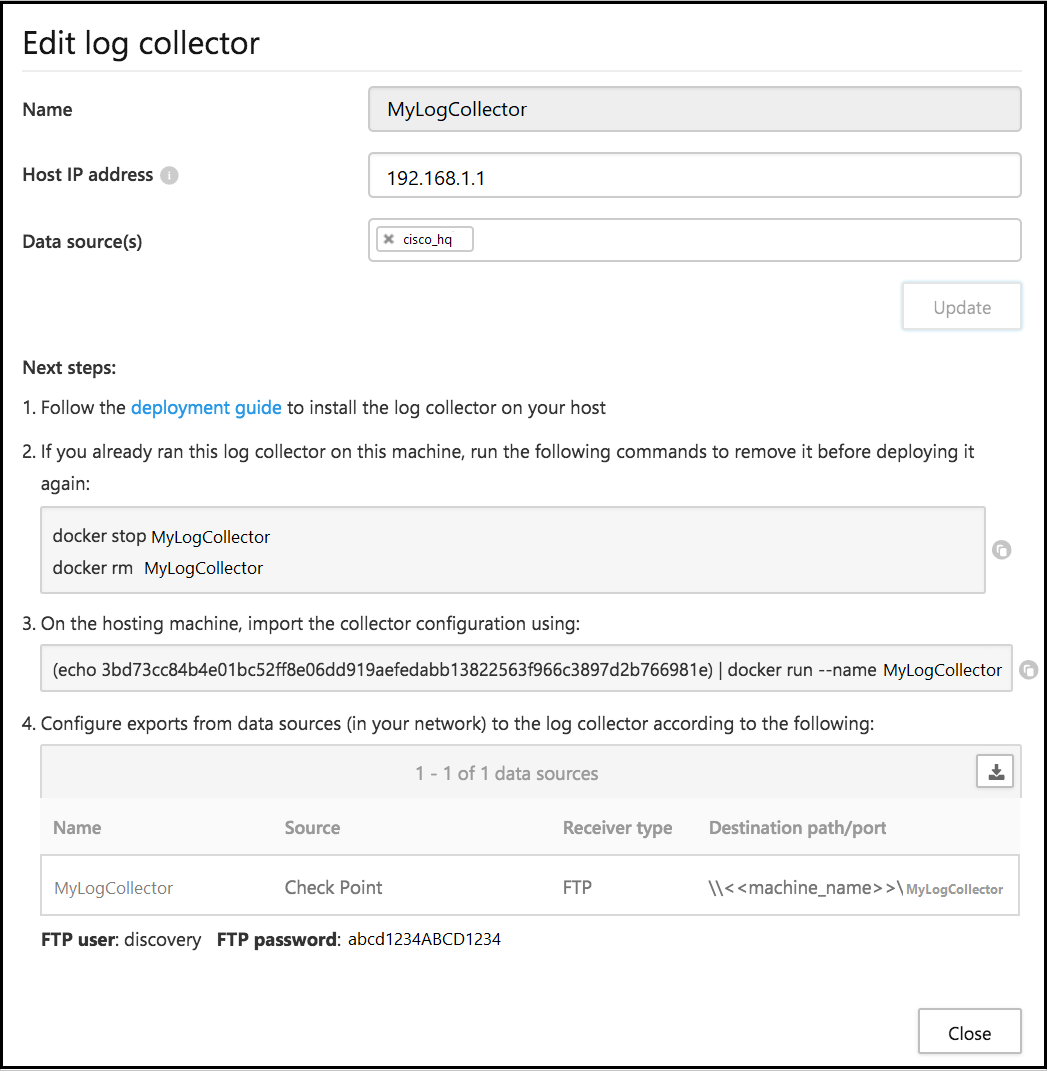 Edit log collector
Name
MyLogCollector
Host IP address i
192.168.1.1
Data source(s)
✖ cisco_hq
Update
Next steps:
1. Follow the deployment guide to install the log collector on your host
2. If you already ran this log collector on this machine, run the following commands to remove it before deploying it
again:
docker stop MyLogCollector
docker rm MyLogCollector
3. On the hosting machine, import the collector configuration using:
(echo 3bd73cc84b4e01bc52ff8e06dd919aefedabb13822563f966c3897d2b766981e) | docker run --name MyLogCollector
4. Configure exports from data sources (in your network) to the log collector according to the following:
1 - 1 of 1 data sources
Name Source Receiver type Destination path/port
MyLogCollector Check Point FTP \\<<machine_name>>\MyLogCollector
FTP user: discovery FTP password: abcd1234ABCD1234
Close